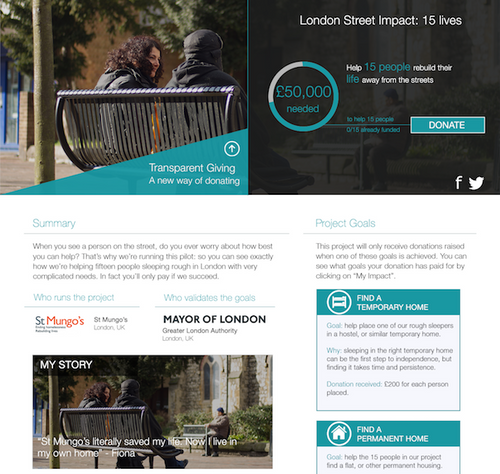 London Street Impact: 15 lives
£50,000
needed
Help 15 people rebuild their
life away from the streets
to help 15 people
0/15 already funded
DONATE
Transparent Giving
A new way of donating
Summary
When you see a person on the street, do you ever worry about how best
you can help? That's why we're running this pilot: so you can see exactly
how we're helping fifteen people sleeping rough in London with very
complicated needs. In fact you'll only pay if we succeed.
Who runs the project
St Mungo's
Ending homelessness
Rebuilding lives
St Mungo's
London, UK
Who validates the goals
MAYOR OF LONDON
Greater London Authority
London, UK
MY STORY
"St Mungo's literally saved my life. Now I live in
my own home" - Fiona
Project Goals
This project will only receive donations raised
when one of these goals is achieved. You can
see what goals your donation has paid for by
clicking on "My Impact".
FIND A
TEMPORARY HOME
Goal: help place one of our rough sleepers
in a hostel, or similar temporary home.
Why: sleeping in the right temporary home
can be the first step to independence, but
finding it takes time and persistence.
Donation received: £200 for each person
placed.
FIND A
PERMANENT HOME
Goal: help the 15 people in our project
find a flat, or other permanent housing.